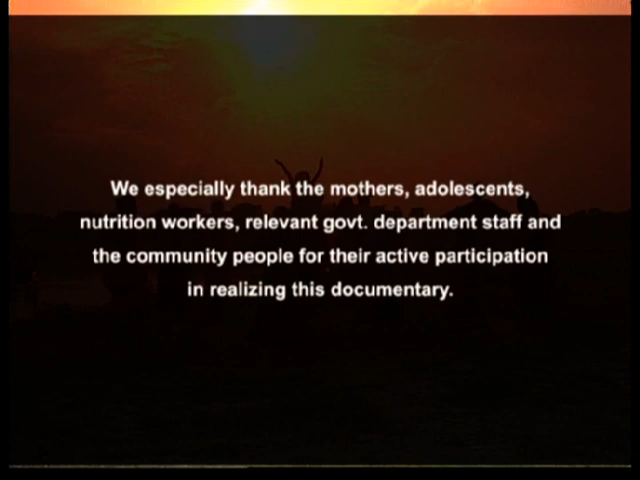 We especially thank the mothers, adolescents,
nutrition workers, relevant govt. department staff and
the community people for their active participation
in realizing this documentary.